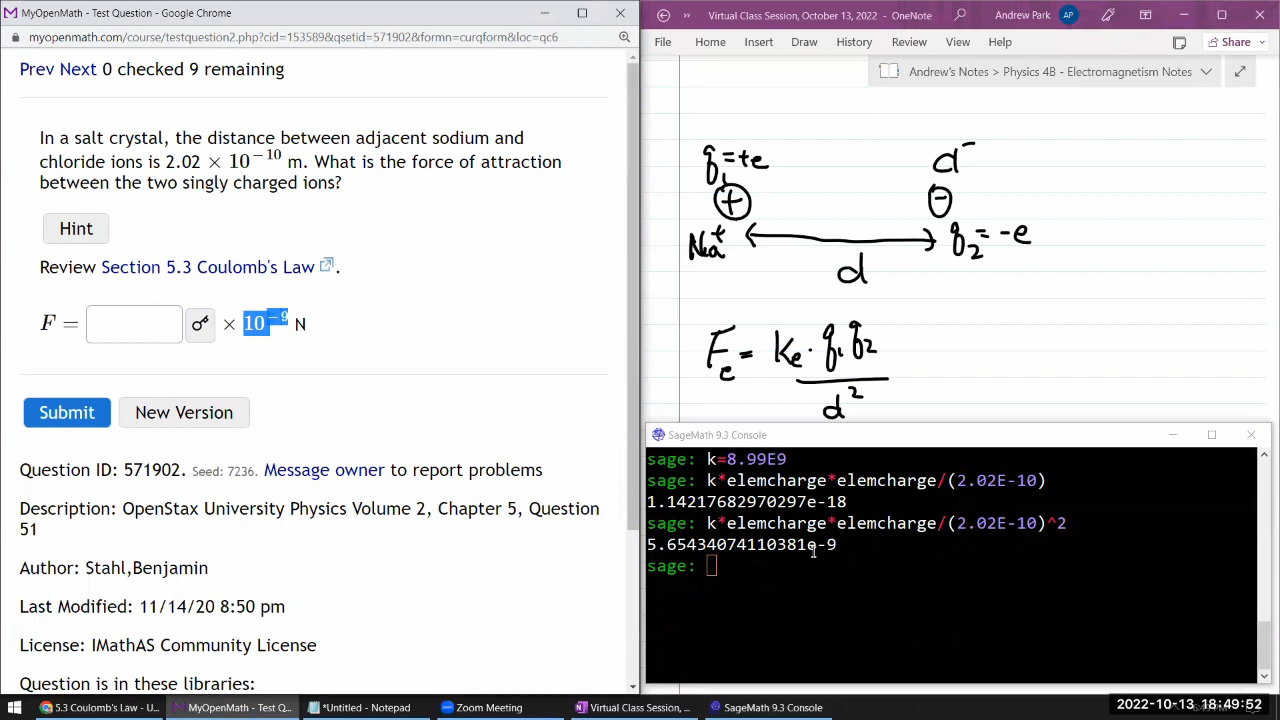 MyOpenMath - Test Question - Google Chrome
myopenmath.com/course/testquestion2.php?cid=153589&qsetid=571902&formn=curqform&loc=qc6
Prev Next 0 checked 9 remaining
In a salt crystal, the distance between adjacent sodium and
chloride ions is 2.02 × 10^−10 m. What is the force of attraction
between the two singly charged ions?
Hint
Review Section 5.3 Coulomb's Law.
F = × 10^−9 N
Submit
New Version
Question ID: 571902. Seed: 7236. Message owner to report problems
Description: OpenStax University Physics Volume 2, Chapter 5, Question
51
Author: Stahl,Benjamin
Last Modified: 11/14/20 8:50 pm
License: IMathAS Community License
Question is in these libraries:
Virtual Class Session, October 13, 2022 - OneNote
Andrew Park
AP
File Home Insert Draw History Review View Help
Share
Andrew's Notes > Physics 4B - Electromagnetism Notes
q₁=+e
Cl⁻
+
−
Na⁺
q₂=-e
d
Fe = ke · q₁q₂
d²
SageMath 9.3 Console
sage: k=8.99E9
sage: k*elemcharge*elemcharge/(2.02E-10)
1.14217682970297e-18
sage: k*elemcharge*elemcharge/(2.02E-10)^2
5.65434074110381e-9
sage:
5.3 Coulomb's Law - U...
MyOpenMath - Test Q...
*Untitled - Notepad
Zoom Meeting
Virtual Class Session, ...
SageMath 9.3 Console
2022-10-13 18:49:52